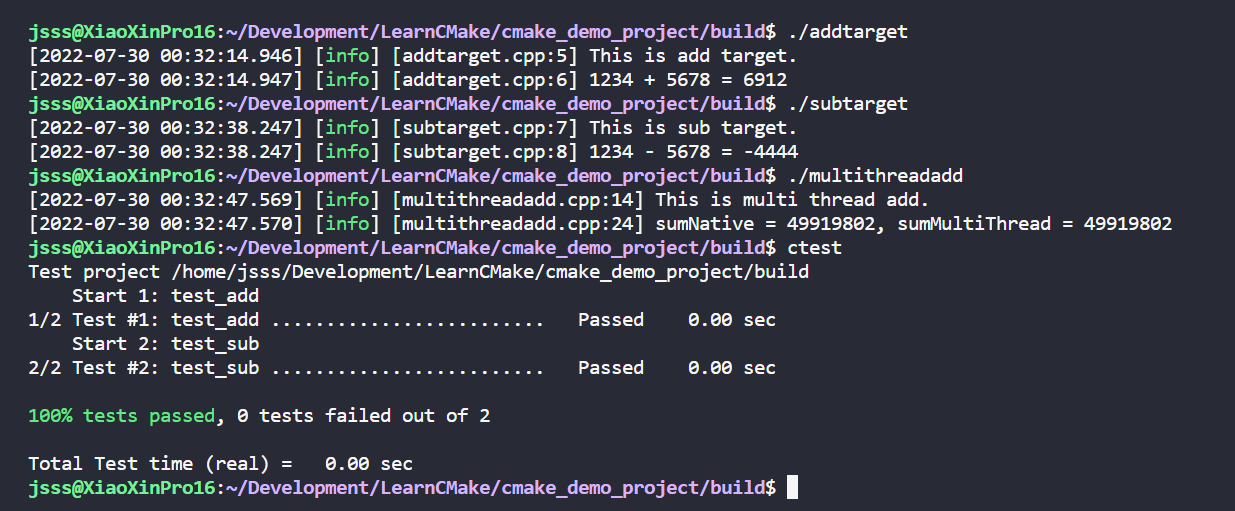 jsss@XiaoXinPro16:~/Development/LearnCMake/cmake_demo_project/build$ ./addtarget
[2022-07-30 00:32:14.946] [info] [addtarget.cpp:5] This is add target.
[2022-07-30 00:32:14.947] [info] [addtarget.cpp:6] 1234 + 5678 = 6912
jsss@XiaoXinPro16:~/Development/LearnCMake/cmake_demo_project/build$ ./subtarget
[2022-07-30 00:32:38.247] [info] [subtarget.cpp:7] This is sub target.
[2022-07-30 00:32:38.247] [info] [subtarget.cpp:8] 1234 - 5678 = -4444
jsss@XiaoXinPro16:~/Development/LearnCMake/cmake_demo_project/build$ ./multithreadadd
[2022-07-30 00:32:47.569] [info] [multithreadadd.cpp:14] This is multi thread add.
[2022-07-30 00:32:47.570] [info] [multithreadadd.cpp:24] sumNative = 49919802, sumMultiThread = 49919802
jsss@XiaoXinPro16:~/Development/LearnCMake/cmake_demo_project/build$ ctest
Test project /home/jsss/Development/LearnCMake/cmake_demo_project/build
    Start 1: test_add
1/2 Test #1: test_add .........................   Passed    0.00 sec
    Start 2: test_sub
2/2 Test #2: test_sub .........................   Passed    0.00 sec

100% tests passed, 0 tests failed out of 2

Total Test time (real) =   0.00 sec
jsss@XiaoXinPro16:~/Development/LearnCMake/cmake_demo_project/build$